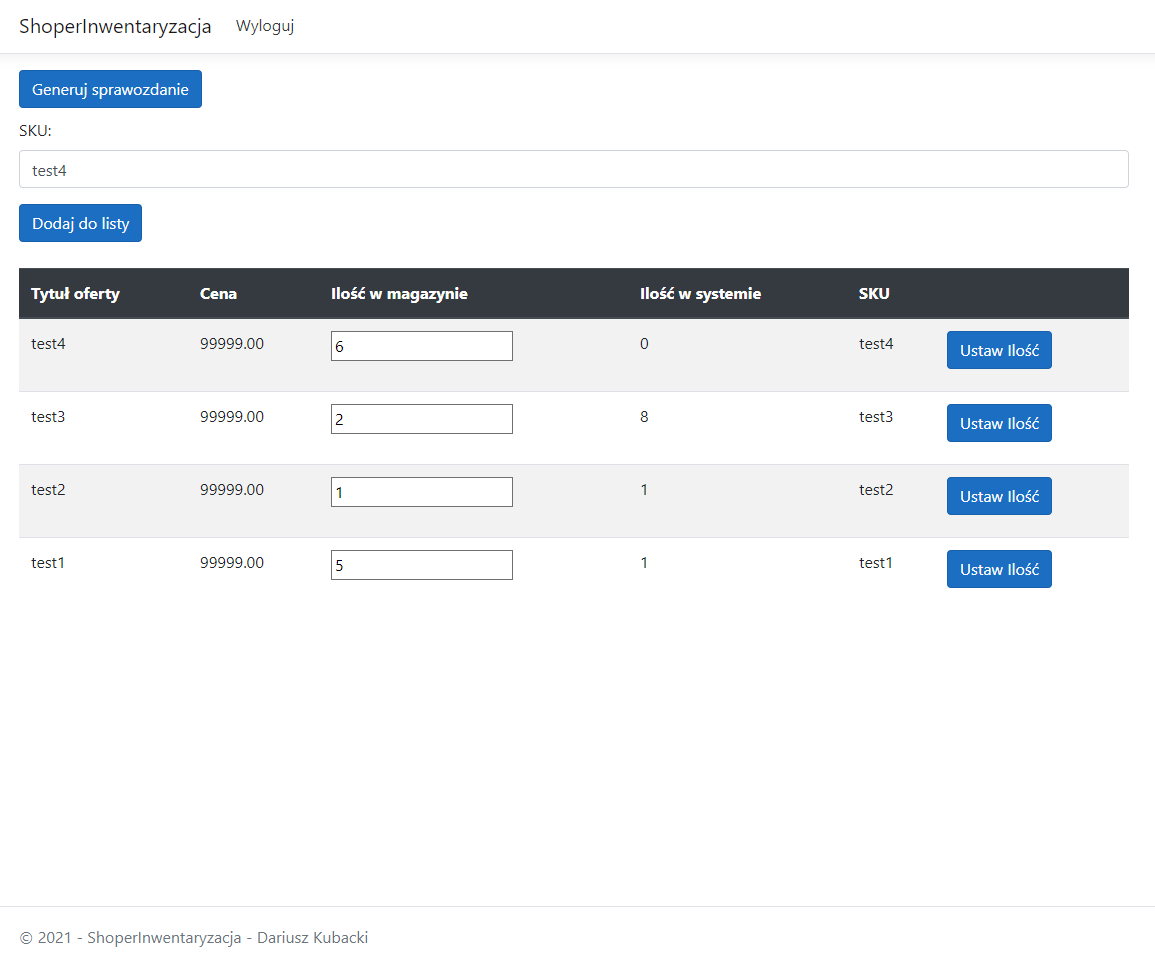 ShoperInwentaryzacja Wyloguj
Generuj sprawozdanie
SKU:
test4
Dodaj do listy
Tytuł oferty Cena Ilość w magazynie Ilość w systemie SKU
test4 99999.00 6 0 test4 Ustaw Ilość
test3 99999.00 2 8 test3 Ustaw Ilość
test2 99999.00 1 1 test2 Ustaw Ilość
test1 99999.00 5 1 test1 Ustaw Ilość
© 2021 - ShoperInwentaryzacja - Dariusz Kubacki